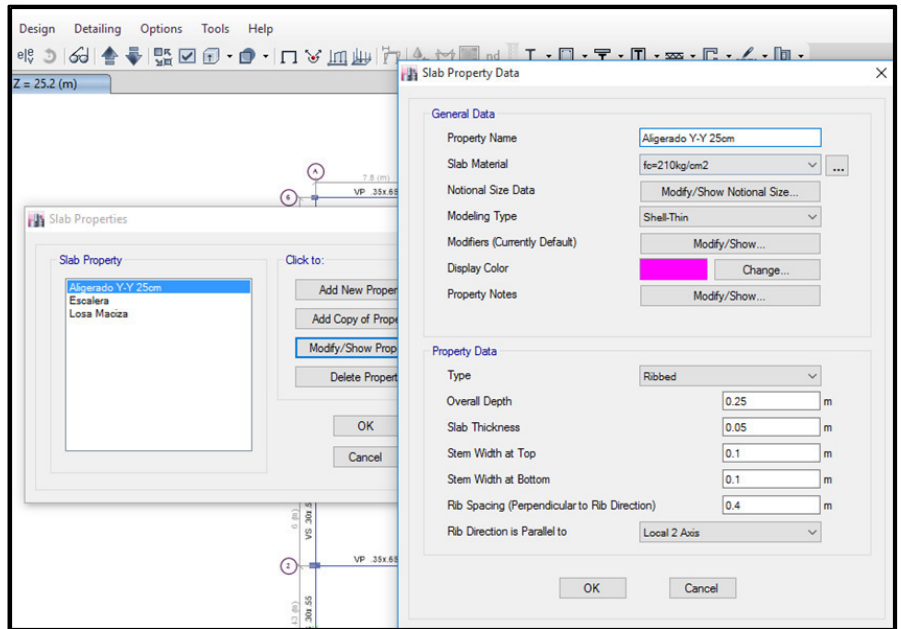 Design Detailing Options Tools Help
nd
Z = 25.2 (m)
A
7.8 (m)
6
VP .35x.65
Slab Properties
Slab Property
Aligerado Y-Y 25cm
Escalera
Losa Maciza
Click to:
Add New Proper
Add Copy of Prope
Modify/Show Prop
Delete Propert
OK
Cancel
6 (m)
VS 30x.5
2
VP .35x.65
30x.55
Slab Property Data
General Data
Property Name Aligerado Y-Y 25cm
Slab Material fc=210kg/cm2 ...
Notional Size Data Modify/Show Notional Size...
Modeling Type Shell-Thin
Modifiers (Currently Default) Modify/Show...
Display Color Change...
Property Notes Modify/Show...
Property Data
Type Ribbed
Overall Depth 0.25 m
Slab Thickness 0.05 m
Stem Width at Top 0.1 m
Stem Width at Bottom 0.1 m
Rib Spacing (Perpendicular to Rib Direction) 0.4 m
Rib Direction is Parallel to Local 2 Axis
OK Cancel